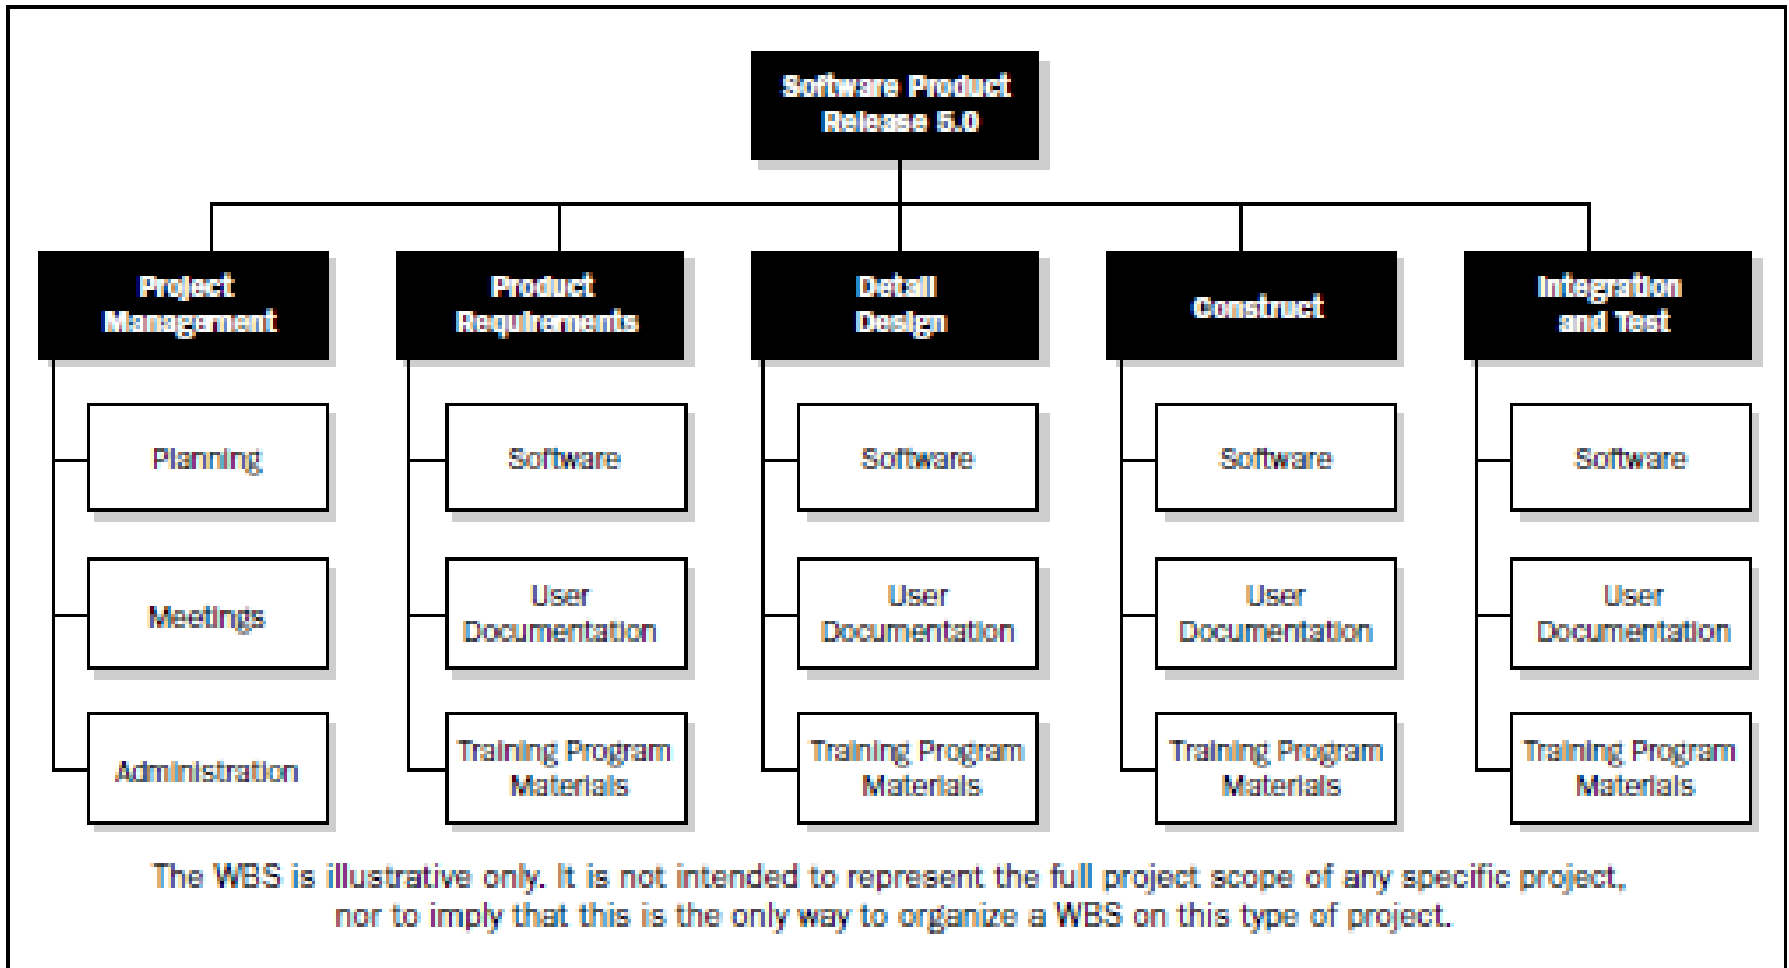 Software Product
Release 5.0
Project
Management
Product
Requirements
Detail
Design
Construct
Integration
and Test
Planning
Software
Software
Software
Software
Meetings
User
Documentation
User
Documentation
User
Documentation
User
Documentation
Administration
Training Program
Materials
Training Program
Materials
Training Program
Materials
Training Program
Materials
The WBS is illustrative only. It is not intended to represent the full project scope of any specific project,
nor to imply that this is the only way to organize a WBS on this type of project.